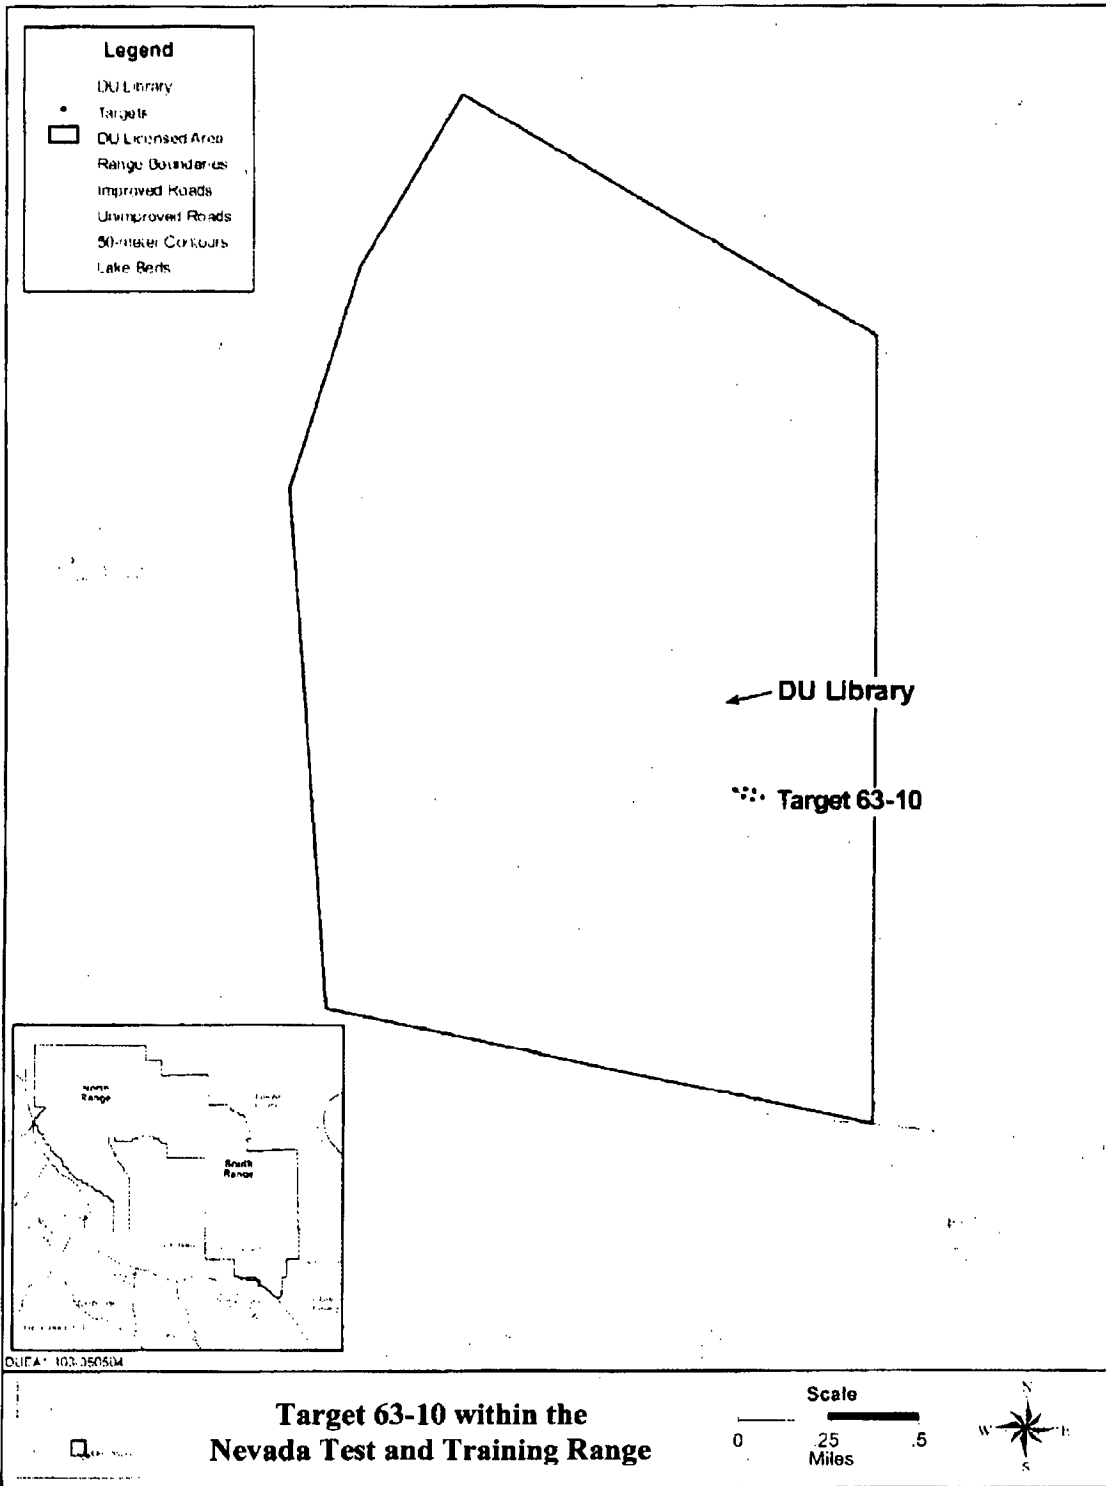 Legend
DU Library
Targets
DU Licensed Area
Range Boundaries
Improved Roads
Unimproved Roads
50-meter Contours
Lake Beds
DU Library
Target 63-10
North
Range
South
Range
Target 63-10 within the
Nevada Test and Training Range
Scale
0 .25 .5
Miles
N
W E
S